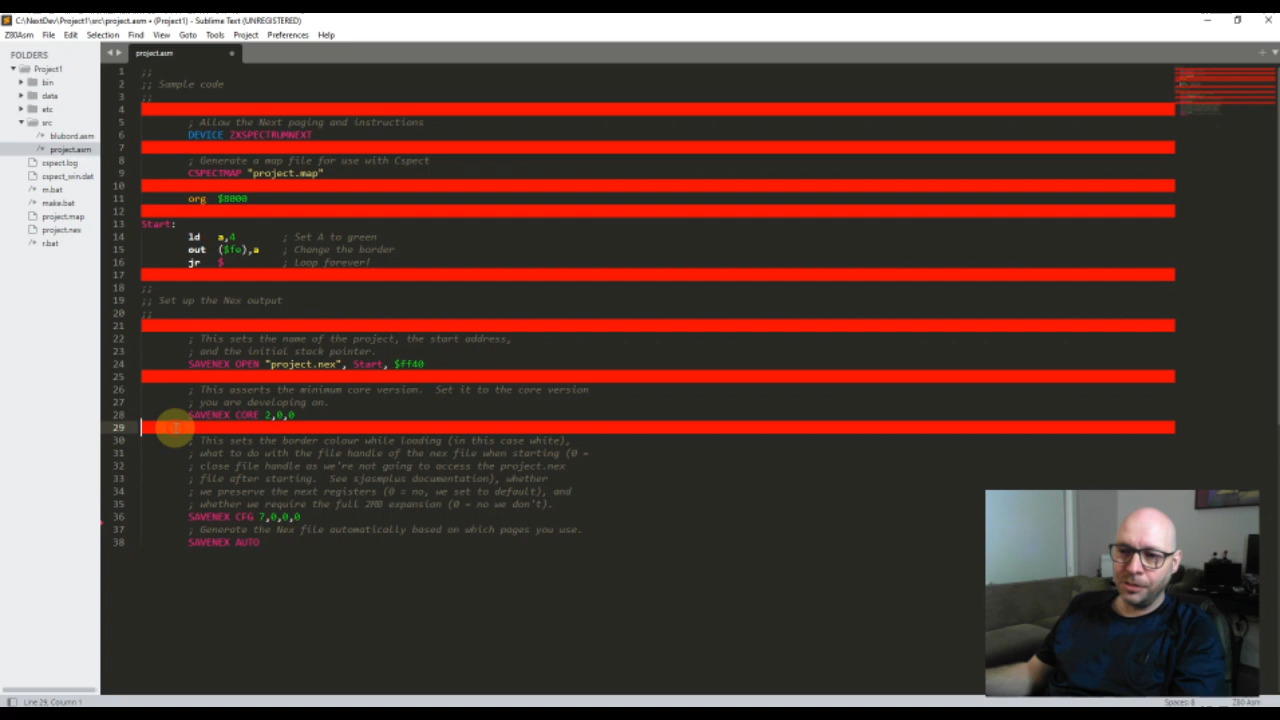 C:\NextDev\Project1\src\project.asm • (Project1) - Sublime Text (UNREGISTERED)
Z80Asm File Edit Selection Find View Goto Tools Project Preferences Help
FOLDERS
Project1
bin
data
etc
src
blubord.asm
project.asm
cspect.log
cspect_win.dat
m.bat
make.bat
project.map
project.nex
r.bat
project.asm
1 ;;
2 ;; Sample code
3 ;;
4
5 ; Allow the Next paging and instructions
6 DEVICE ZXSPECTRUMNEXT
7
8 ; Generate a map file for use with Cspect
9 CSPECTMAP "project.map"
10
11 org $8000
12
13 Start:
14 ld a,4 ; Set A to green
15 out ($fe),a ; Change the border
16 jr $ ; Loop forever!
17
18 ;;
19 ;; Set up the Nex output
20 ;;
21
22 ; This sets the name of the project, the start address,
23 ; and the initial stack pointer.
24 SAVENEX OPEN "project.nex", Start, $ff40
25
26 ; This asserts the minimum core version. Set it to the core version
27 ; you are developing on.
28 SAVENEX CORE 2,0,0
29
30 ; This sets the border colour while loading (in this case white),
31 ; what to do with the file handle of the nex file when starting (0 =
32 ; close file handle as we're not going to access the project.nex
33 ; file after starting. See sjasmplus documentation), whether
34 ; we preserve the next registers (0 = no, we set to default), and
35 ; whether we require the full 2MB expansion (0 = no we don't).
36 SAVENEX CFG 7,0,0,0
37 ; Generate the Nex file automatically based on which pages you use.
38 SAVENEX AUTO
Line 29, Column 1
Spaces: 8
Z80 Asm